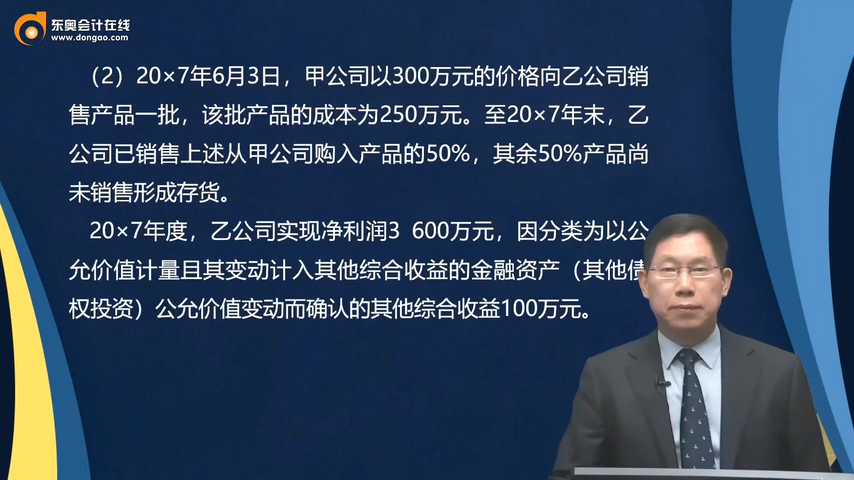 东奥会计在线
www.dongao.com
（2）20×7年6月3日，甲公司以300万元的价格向乙公司销
售产品一批，该批产品的成本为250万元。至20×7年末，乙
公司已销售上述从甲公司购入产品的50%，其余50%产品尚
未销售形成存货。
20×7年度，乙公司实现净利润3 600万元，因分类为以公
允价值计量且其变动计入其他综合收益的金融资产（其他债
权投资）公允价值变动而确认的其他综合收益100万元。